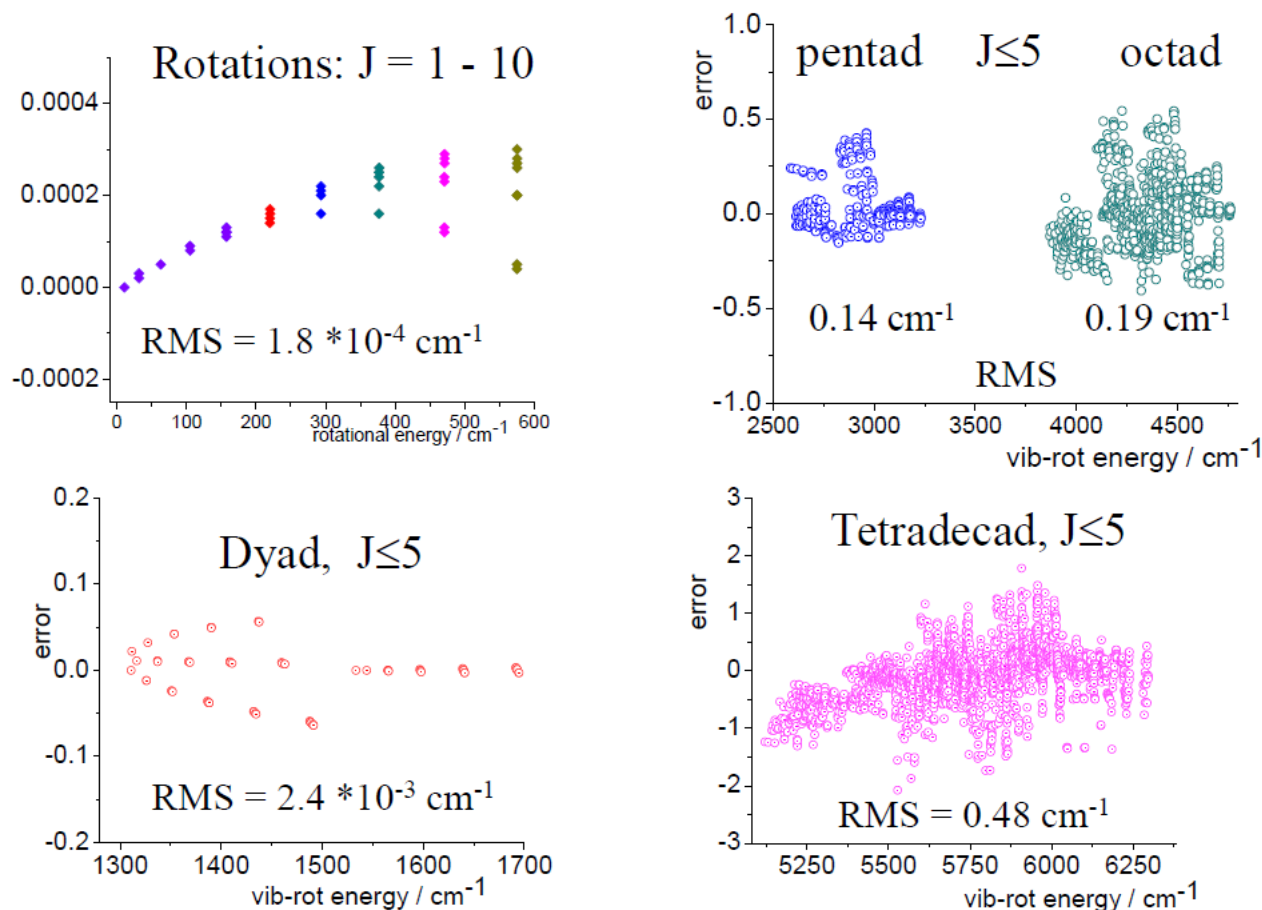 Rotations: J = 1 - 10
0.0004
0.0002
0.0000
-0.0002
RMS = 1.8 *10-4 cm-1
0 100 200 300 400 500 600
rotational energy / cm-1
pentad J≤5 octad
error
1.0
0.5
0.0
-0.5
-1.0
0.14 cm-1 0.19 cm-1
RMS
2500 3000 3500 4000 4500
vib-rot energy / cm-1
Dyad, J≤5
error
0.2
0.1
0.0
-0.1
-0.2
RMS = 2.4 *10-3 cm-1
1300 1400 1500 1600 1700
vib-rot energy / cm-1
Tetradecad, J≤5
error
3
2
1
0
-1
-2
-3
RMS = 0.48 cm-1
5250 5500 5750 6000 6250
vib-rot energy / cm-1